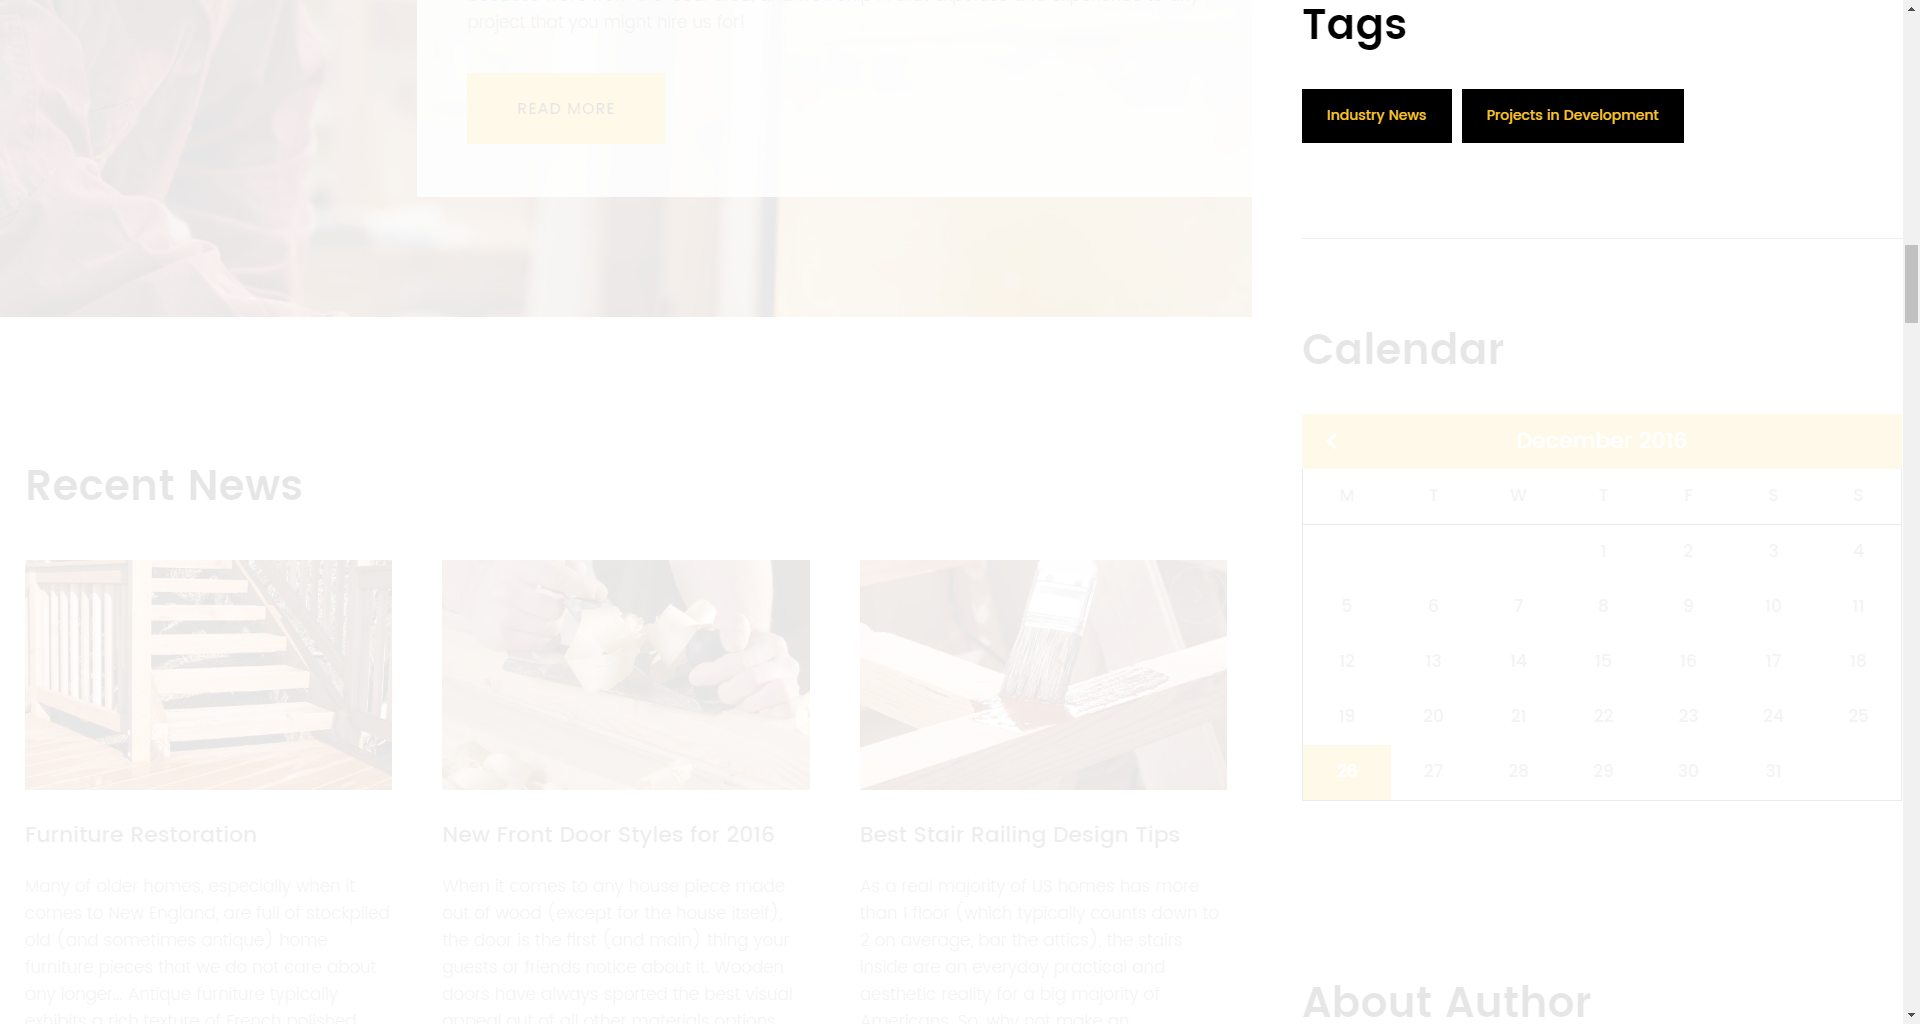 project that you might hire us for!
READ MORE
Recent News
Furniture Restoration
Many of older homes, especially when it
comes to New England, are full of stockpiled
old (and sometimes antique) home
furniture pieces that we do not care about
any longer... Antique furniture typically
exhibits a rich texture of French polished
New Front Door Styles for 2016
When it comes to any house piece made
out of wood (except for the house itself),
the door is the first (and main) thing your
guests or friends notice about it. Wooden
doors have always sported the best visual
appeal out of all other materials options
Best Stair Railing Design Tips
As a real majority of US homes has more
than 1 floor (which typically counts down to
2 on average, bar the attics), the stairs
inside are an everyday practical and
aesthetic reality for a big majority of
Americans. So, why not make an
Tags
Industry News
Projects in Development
Calendar
December 2016
M T W T F S S
1 2 3 4
5 6 7 8 9 10 11
12 13 14 15 16 17 18
19 20 21 22 23 24 25
26 27 28 29 30 31
About Author